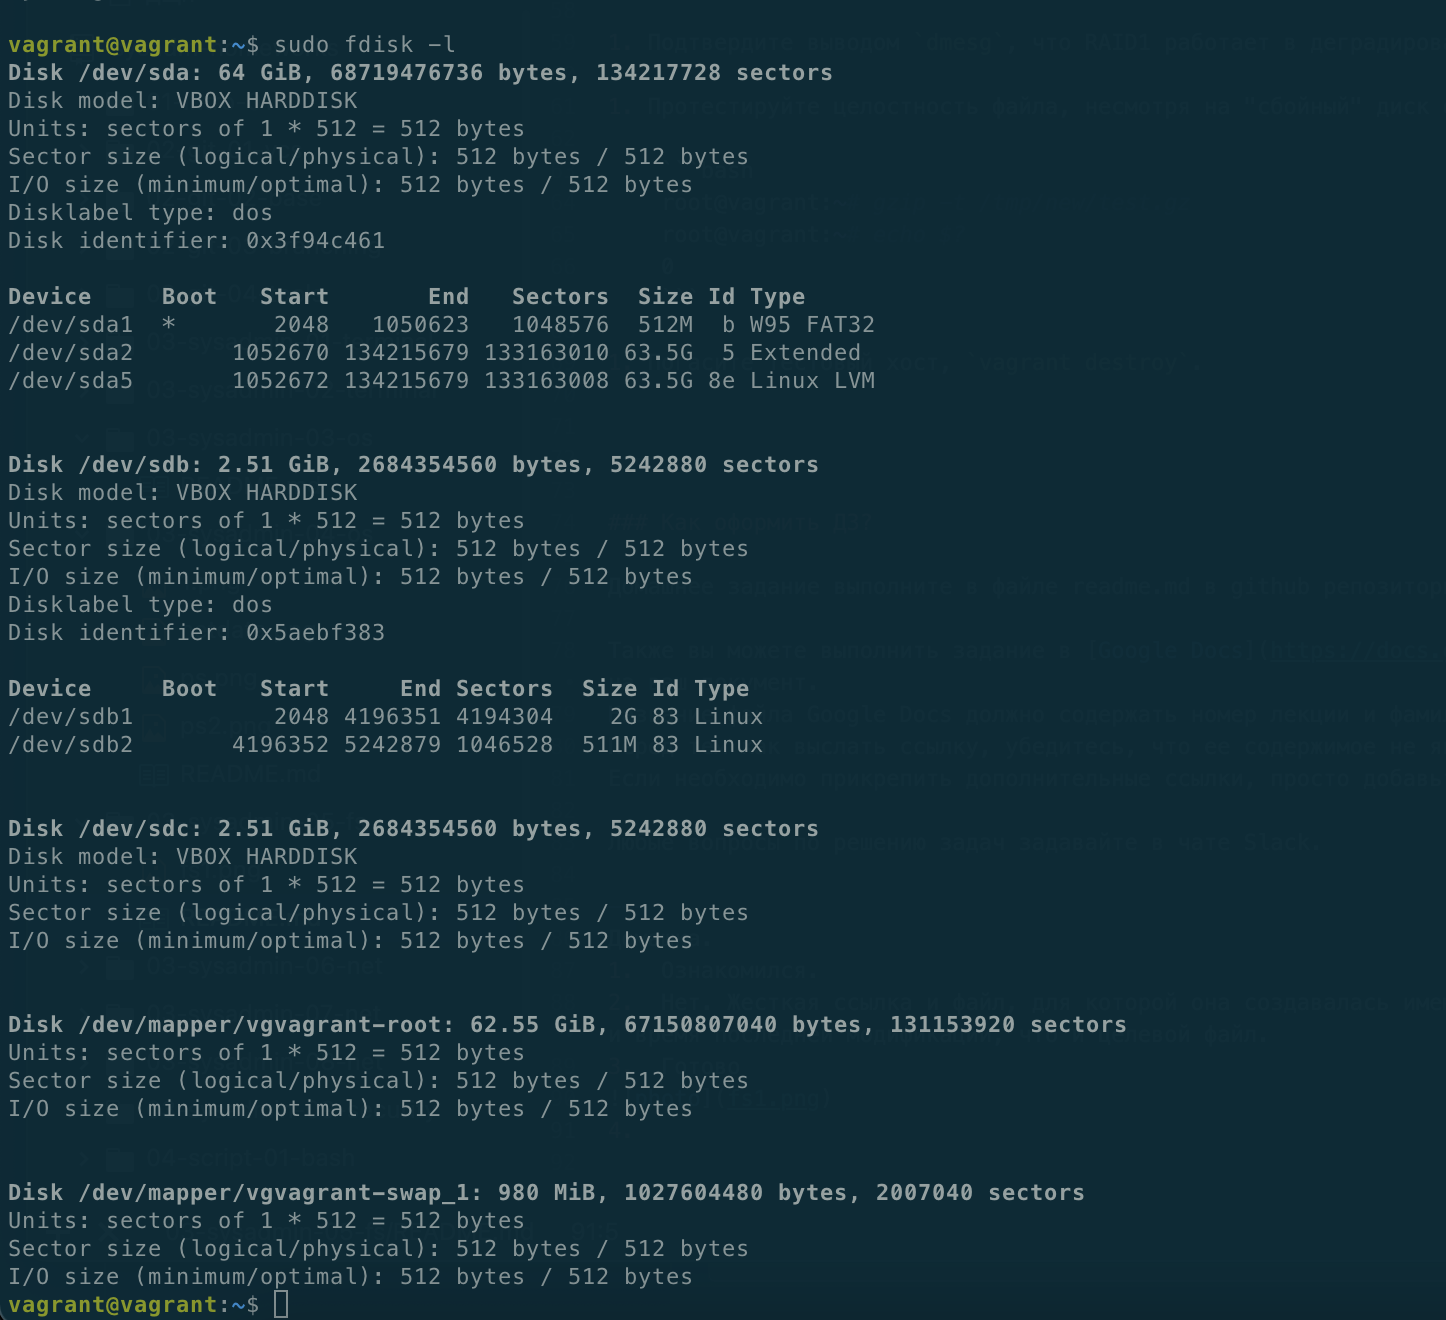 vagrant@vagrant:~$ sudo fdisk -l
Disk /dev/sda: 64 GiB, 68719476736 bytes, 134217728 sectors
Disk model: VBOX HARDDISK
Units: sectors of 1 * 512 = 512 bytes
Sector size (logical/physical): 512 bytes / 512 bytes
I/O size (minimum/optimal): 512 bytes / 512 bytes
Disklabel type: dos
Disk identifier: 0x3f94c461

Device     Boot   Start       End   Sectors  Size Id Type
/dev/sda1  *       2048   1050623   1048576  512M  b W95 FAT32
/dev/sda2       1052670 134215679 133163010 63.5G  5 Extended
/dev/sda5       1052672 134215679 133163008 63.5G 8e Linux LVM

Disk /dev/sdb: 2.51 GiB, 2684354560 bytes, 5242880 sectors
Disk model: VBOX HARDDISK
Units: sectors of 1 * 512 = 512 bytes
Sector size (logical/physical): 512 bytes / 512 bytes
I/O size (minimum/optimal): 512 bytes / 512 bytes
Disklabel type: dos
Disk identifier: 0x5aebf383

Device     Boot   Start     End Sectors  Size Id Type
/dev/sdb1          2048 4196351 4194304    2G 83 Linux
/dev/sdb2       4196352 5242879 1046528  511M 83 Linux

Disk /dev/sdc: 2.51 GiB, 2684354560 bytes, 5242880 sectors
Disk model: VBOX HARDDISK
Units: sectors of 1 * 512 = 512 bytes
Sector size (logical/physical): 512 bytes / 512 bytes
I/O size (minimum/optimal): 512 bytes / 512 bytes

Disk /dev/mapper/vgvagrant-root: 62.55 GiB, 67150807040 bytes, 131153920 sectors
Units: sectors of 1 * 512 = 512 bytes
Sector size (logical/physical): 512 bytes / 512 bytes
I/O size (minimum/optimal): 512 bytes / 512 bytes

Disk /dev/mapper/vgvagrant-swap_1: 980 MiB, 1027604480 bytes, 2007040 sectors
Units: sectors of 1 * 512 = 512 bytes
Sector size (logical/physical): 512 bytes / 512 bytes
I/O size (minimum/optimal): 512 bytes / 512 bytes
vagrant@vagrant:~$